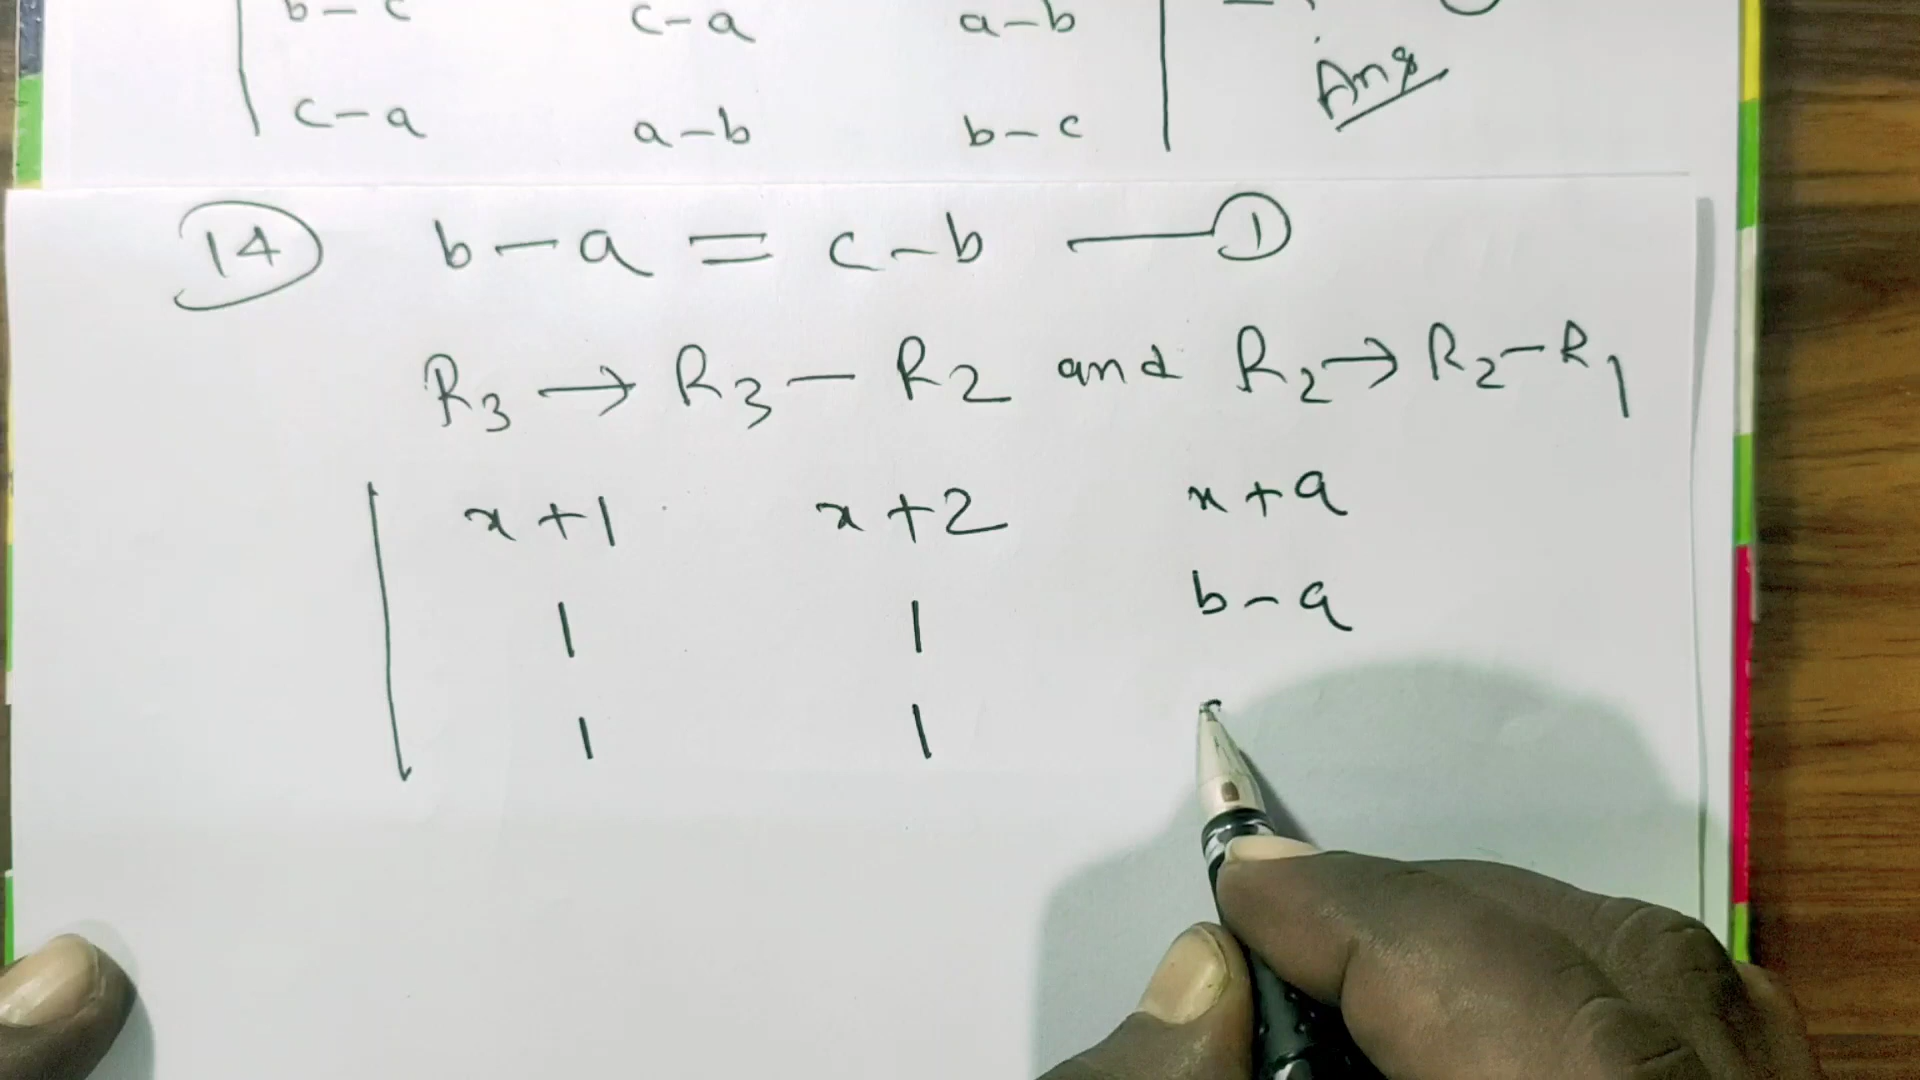 b-c c-a a-b
c-a a-b b-c
Ans
14 b-a = c-b — 1
R3 → R3 - R2 and R2 → R2 - R1
x+1 x+2 x+a
1 1 b-a
1 1